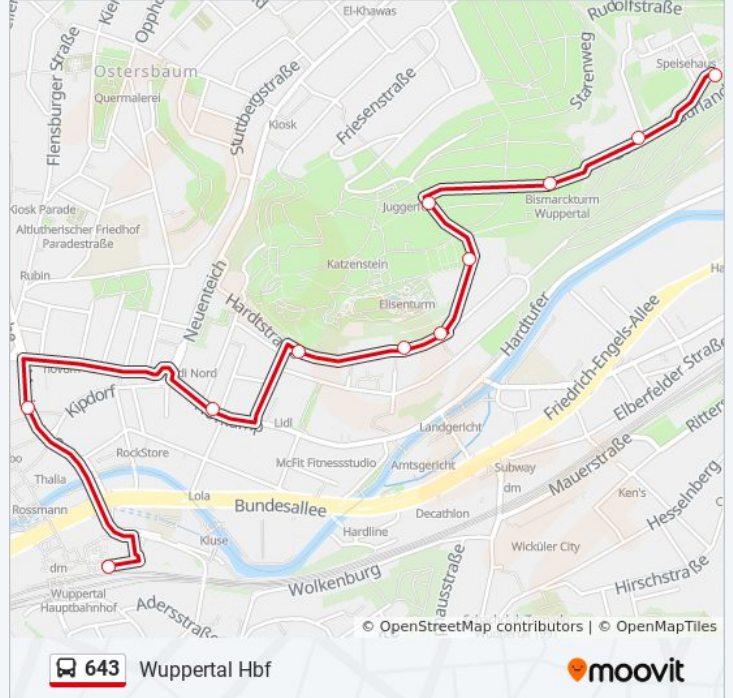 El-Khawas
Rudolfstraße
Flensburger Straße
Ostersbaum
Quermalerei
Stuttbergstraße
Kiosk
Friesenstraße
Starenweg
Speisehaus
Bismarckturm
Wuppertal
Kiosk Parade
Altlutherischer Friedhof
Paradestraße
Rubin
Neuenteich
Katzenstein
Elisenturm
Hardtstraße
Hardtufer
Friedrich-Engels-Allee
Elberfelder Straße
Kipdorf
Lidl
Landgericht
RockStore
McFit Fitnessstudio
Amtsgericht
Subway
dm
Mauerstraße
Thalia
Rossmann
Lola
Bundesallee
Decathlon
Ken's
Hesselnberg
Hardline
Kluse
Wicküler City
dm
Wuppertal
Hauptbahnhof
Wolkenburg
Hirschstraße
Adersstraße
© OpenStreetMap contributors | © OpenMapTiles
643 Wuppertal Hbf
moovit